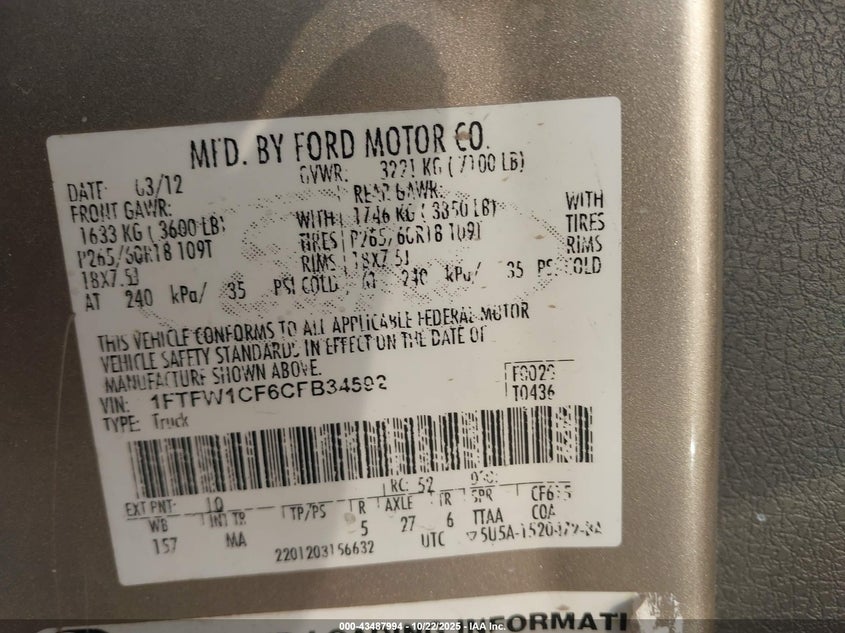 MFD. BY FORD MOTOR CO.
DATE: 03/12 GVWR: 3221 KG ( 7100 LB)
FRONT GAWR: REAR GAWR:
1633 KG ( 3600 LB) WITH 1746 KG ( 3850 LB) WITH
P265/60R18 109T TIRES P265/60R18 109T TIRES
18X7.5J RIMS 18X7.5J RIMS
AT 240 kPa/ 35 PSI COLD AT 240 kPa/ 35 PSI COLD
THIS VEHICLE CONFORMS TO ALL APPLICABLE FEDERAL MOTOR
VEHICLE SAFETY STANDARDS IN EFFECT ON THE DATE OF
MANUFACTURE SHOWN ABOVE.
VIN: 1FTFW1CF6CFB34592
TYPE: Truck
T0436
EXT PNT: RC: 52
WB INT TR TP/PS R AXLE TR SPR
157 MA 5 27 6 TTAA
2201203156632 UTC
INFORMATI
000 - 43487994 - 10/22/2025 - IAA Inc.